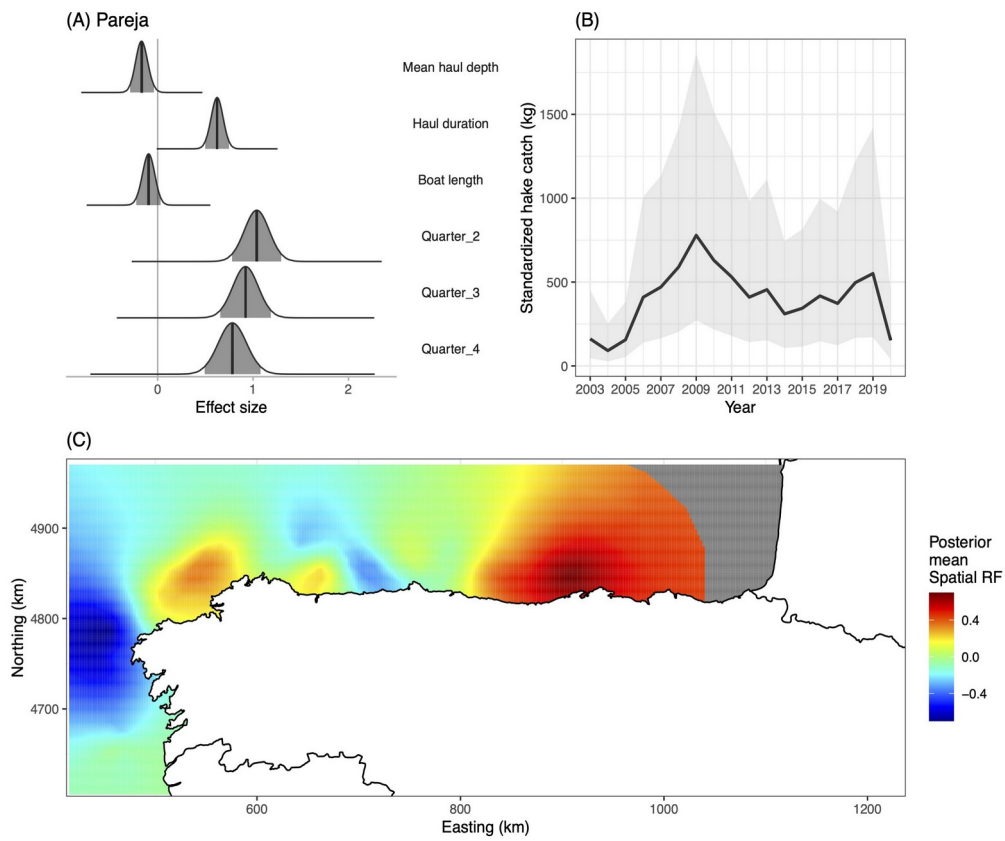 (A) Pareja
Mean haul depth
Haul duration
Boat length
Quarter_2
Quarter_3
Quarter_4
0 1 2
Effect size
(B)
Standardized hake catch (kg)
1500
1000
500
0
2003 2005 2007 2009 2011 2013 2015 2017 2019
Year
(C)
Northing (km)
4900
4800
4700
600 800 1000 1200
Easting (km)
Posterior
mean
Spatial RF
0.4
0.0
−0.4